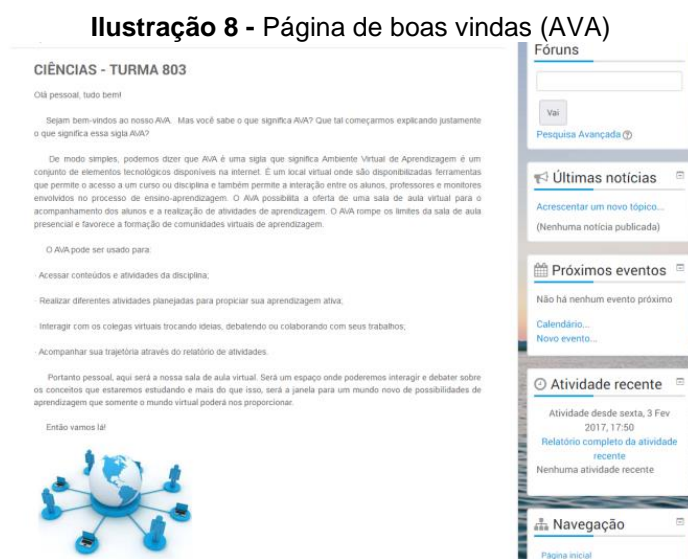 Ilustração 8 - Página de boas vindas (AVA)
CIÊNCIAS - TURMA 803
Olá pessoal, tudo bem!
Sejam bem-vindos ao nosso AVA. Mas você sabe o que significa AVA? Que tal começarmos explicando justamente
o que significa essa sigla AVA?
De modo simples, podemos dizer que AVA é uma sigla que significa Ambiente Virtual de Aprendizagem é um
conjunto de elementos tecnológicos disponíveis na internet. É um local virtual onde são disponibilizadas ferramentas
que permite o acesso a um curso ou disciplina e também permite a interação entre os alunos, professores e monitores
envolvidos no processo de ensino-aprendizagem. O AVA possibilita a oferta de uma sala de aula virtual para o
acompanhamento dos alunos e a realização de atividades de aprendizagem. O AVA rompe os limites da sala de aula
presencial e favorece a formação de comunidades virtuais de aprendizagem.
O AVA pode ser usado para:
· Acessar conteúdos e atividades da disciplina;
· Realizar diferentes atividades planejadas para propiciar sua aprendizagem ativa;
· Interagir com os colegas virtuais trocando ideias, debatendo ou colaborando com seus trabalhos;
· Acompanhar sua trajetória através do relatório de atividades.
Portanto pessoal, aqui será a nossa sala de aula virtual. Será um espaço onde poderemos interagir e debater sobre
os conceitos que estaremos estudando e mais do que isso, será a janela para um mundo novo de possibilidades de
aprendizagem que somente o mundo virtual poderá nos proporcionar.
Então vamos lá!
Fóruns
Vai
Pesquisa Avançada
Últimas notícias
Acrescentar um novo tópico...
(Nenhuma notícia publicada)
Próximos eventos
Não há nenhum evento próximo
Calendário...
Novo evento...
Atividade recente
Atividade desde sexta, 3 Fev
2017, 17:50
Relatório completo da atividade
recente
Nenhuma atividade recente
Navegação
Página inicial